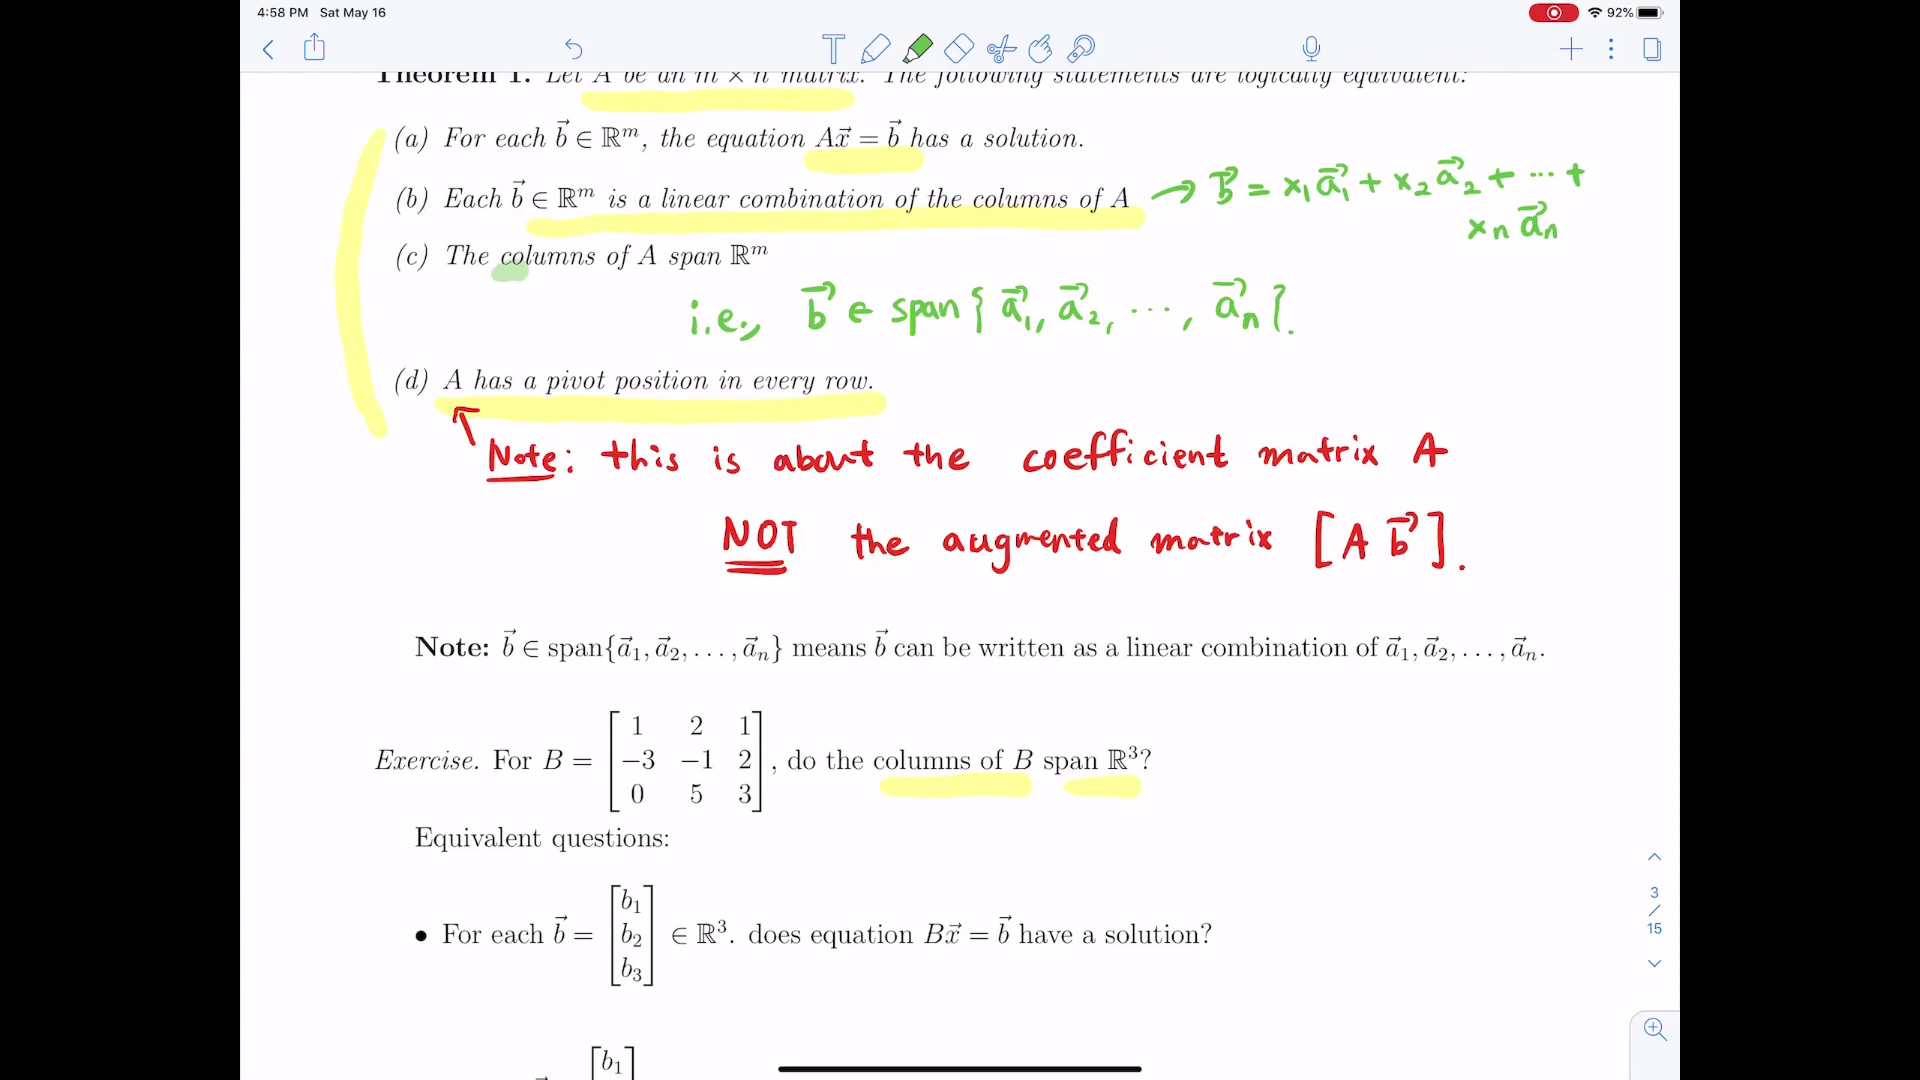 4:58 PM Sat May 16
92%
Theorem 1. Let A be an m × n matrix. The following statements are logically equivalent:
(a) For each b⃗ ∈ ℝᵐ, the equation Ax⃗ = b⃗ has a solution.
(b) Each b⃗ ∈ ℝᵐ is a linear combination of the columns of A → b⃗ = x₁a⃗₁ + x₂a⃗₂ + ··· +
xₙa⃗ₙ
(c) The columns of A span ℝᵐ
i.e., b⃗ ∈ span{a⃗₁, a⃗₂, ···, a⃗ₙ}.
(d) A has a pivot position in every row.
Note: this is about the coefficient matrix A
NOT the augmented matrix [A b⃗].
Note: b⃗ ∈ span{a⃗₁, a⃗₂, . . . , a⃗ₙ} means b⃗ can be written as a linear combination of a⃗₁, a⃗₂, . . . , a⃗ₙ.
1 2 1
Exercise. For B = −3 −1 2 , do the columns of B span ℝ³?
0 5 3
Equivalent questions:
b₁
• For each b⃗ = b₂ ∈ ℝ³. does equation Bx⃗ = b⃗ have a solution?
b₃
3
/
15
b₁